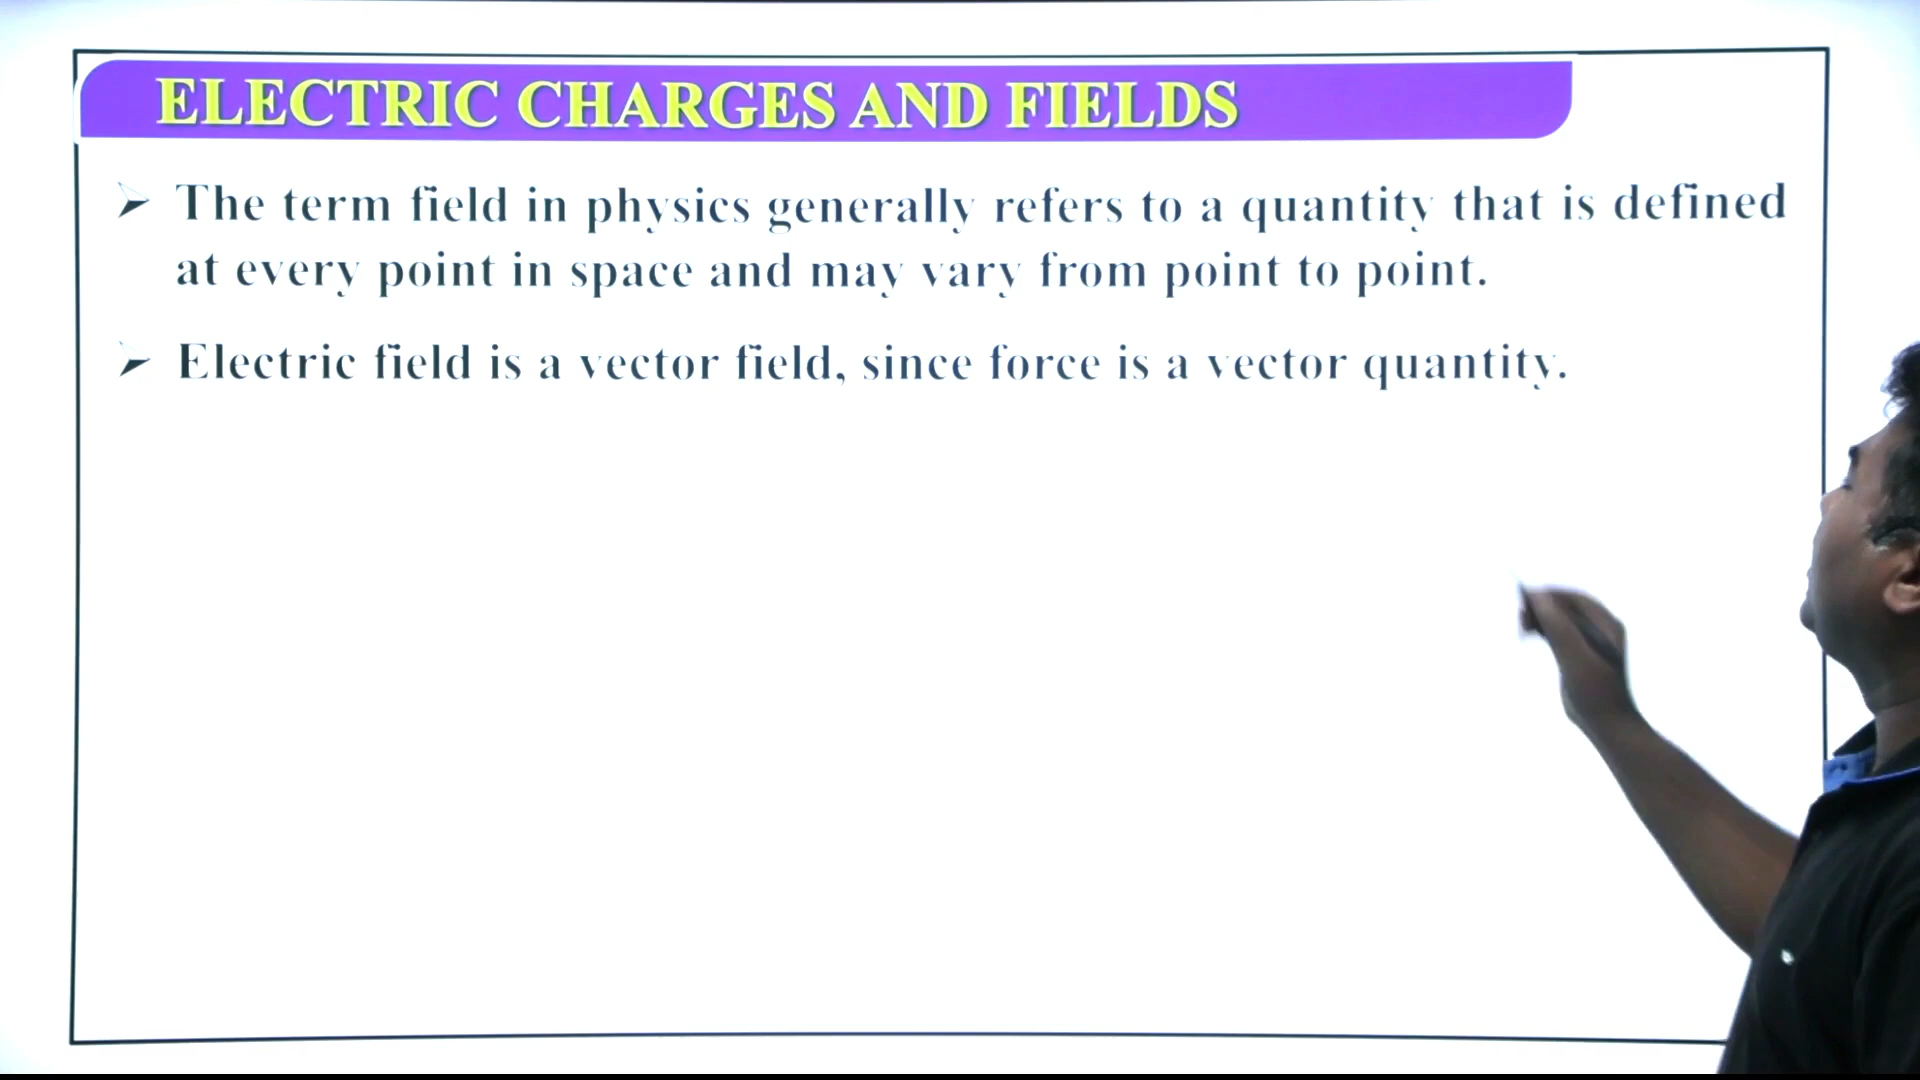 ELECTRIC CHARGES AND FIELDS
➢ The term field in physics generally refers to a quantity that is defined
at every point in space and may vary from point to point.
➢ Electric field is a vector field, since force is a vector quantity.